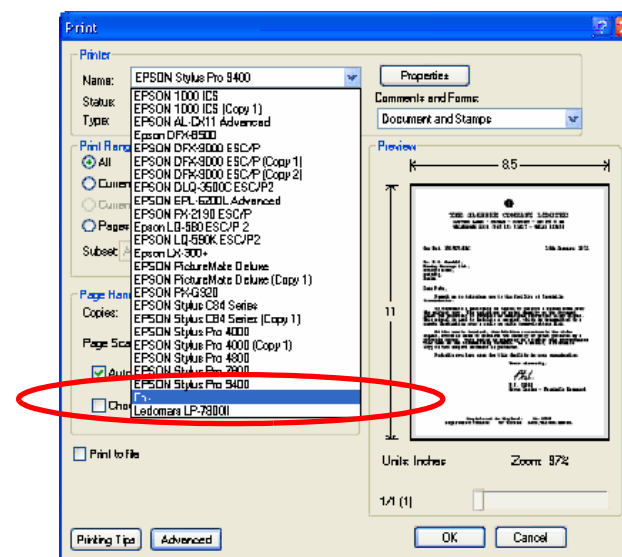 Print
Printer
Name:
EPSON Stylus Pro 9400
Properties
Status:
Type:
Comments and Forms:
Document and Stamps
EPSON 1000 ICS
EPSON 1000 ICS (Copy 1)
EPSON AL-CX11 Advanced
Epson DFX-8500
EPSON DFX-9000 ESC/P
EPSON DFX-9000 ESC/P (Copy 1)
EPSON DFX-9000 ESC/P (Copy 2)
EPSON DLQ-3500C ESC/P2
EPSON EPL-6200L Advanced
EPSON FX-2190 ESC/P
Epson LQ-580 ESC/P 2
EPSON LQ-590K ESC/P2
Epson LX-300+
EPSON PictureMate Deluxe
EPSON PictureMate Deluxe (Copy 1)
EPSON PX-G920
EPSON Stylus C84 Series
EPSON Stylus C84 Series (Copy 1)
EPSON Stylus Pro 4000
EPSON Stylus Pro 4000 (Copy 1)
EPSON Stylus Pro 4800
EPSON Stylus Pro 7800
EPSON Stylus Pro 9400
Ledomars LP-7800II
Print Rang
All
Curren
Curren
Pages
Subset:
Page Han
Copies:
Page Sca
Auto
Cho
Print to file
Preview
8.5
11
Units: Inches
Zoom: 97%
1/1 (1)
Printing Tips
Advanced
OK
Cancel